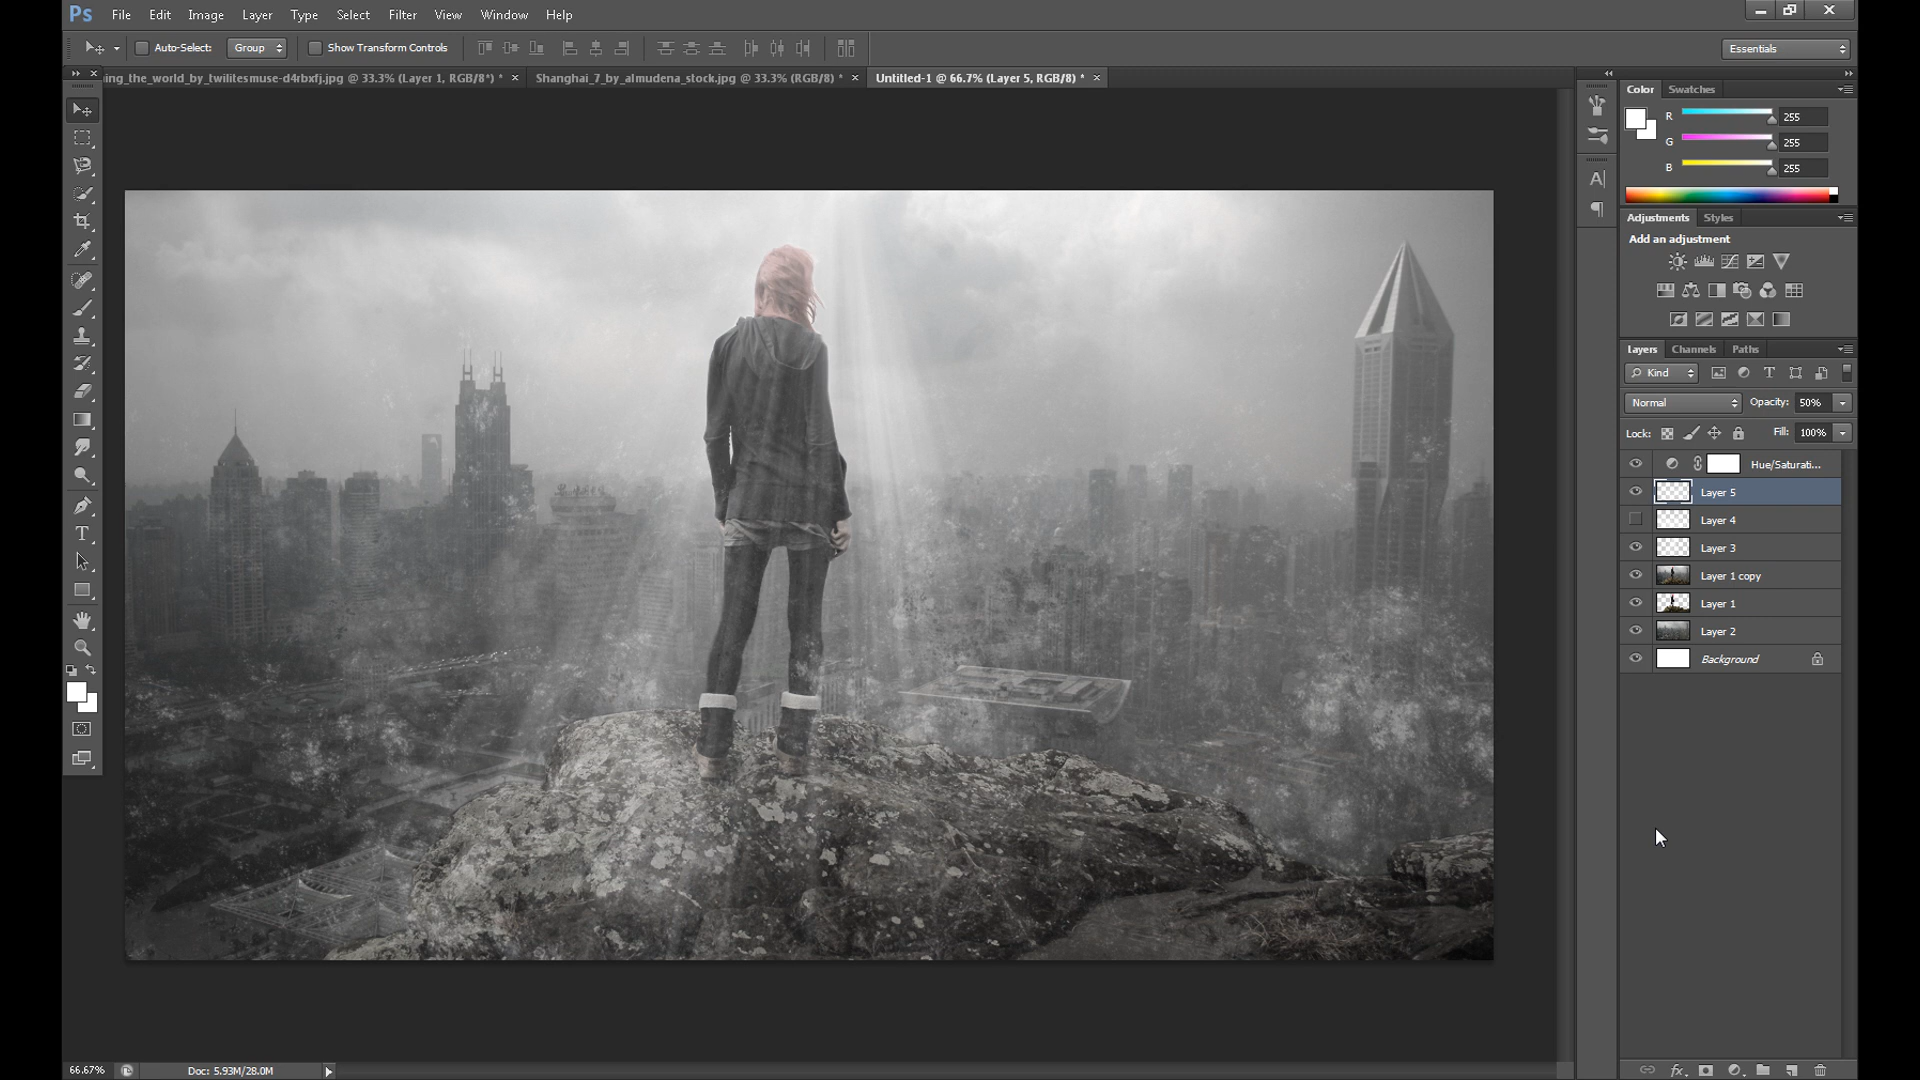 Ps File Edit Image Layer Type Select Filter View Window Help
Auto-Select: Group Show Transform Controls Essentials
ing_the_world_by_twilitesmuse-d4rbxfj.jpg @ 33.3% (Layer 1, RGB/8*) * Shanghai_7_by_almudena_stock.jpg @ 33.3% (RGB/8) * Untitled-1 @ 66.7% (Layer 5, RGB/8) *
Color Swatches
R 255
G 255
B 255
Adjustments Styles
Add an adjustment
Layers Channels Paths
Kind
Normal Opacity: 50%
Lock: Fill: 100%
Hue/Saturati...
Layer 5
Layer 4
Layer 3
Layer 1 copy
Layer 1
Layer 2
Background
66.67% Doc: 5.93M/28.0M